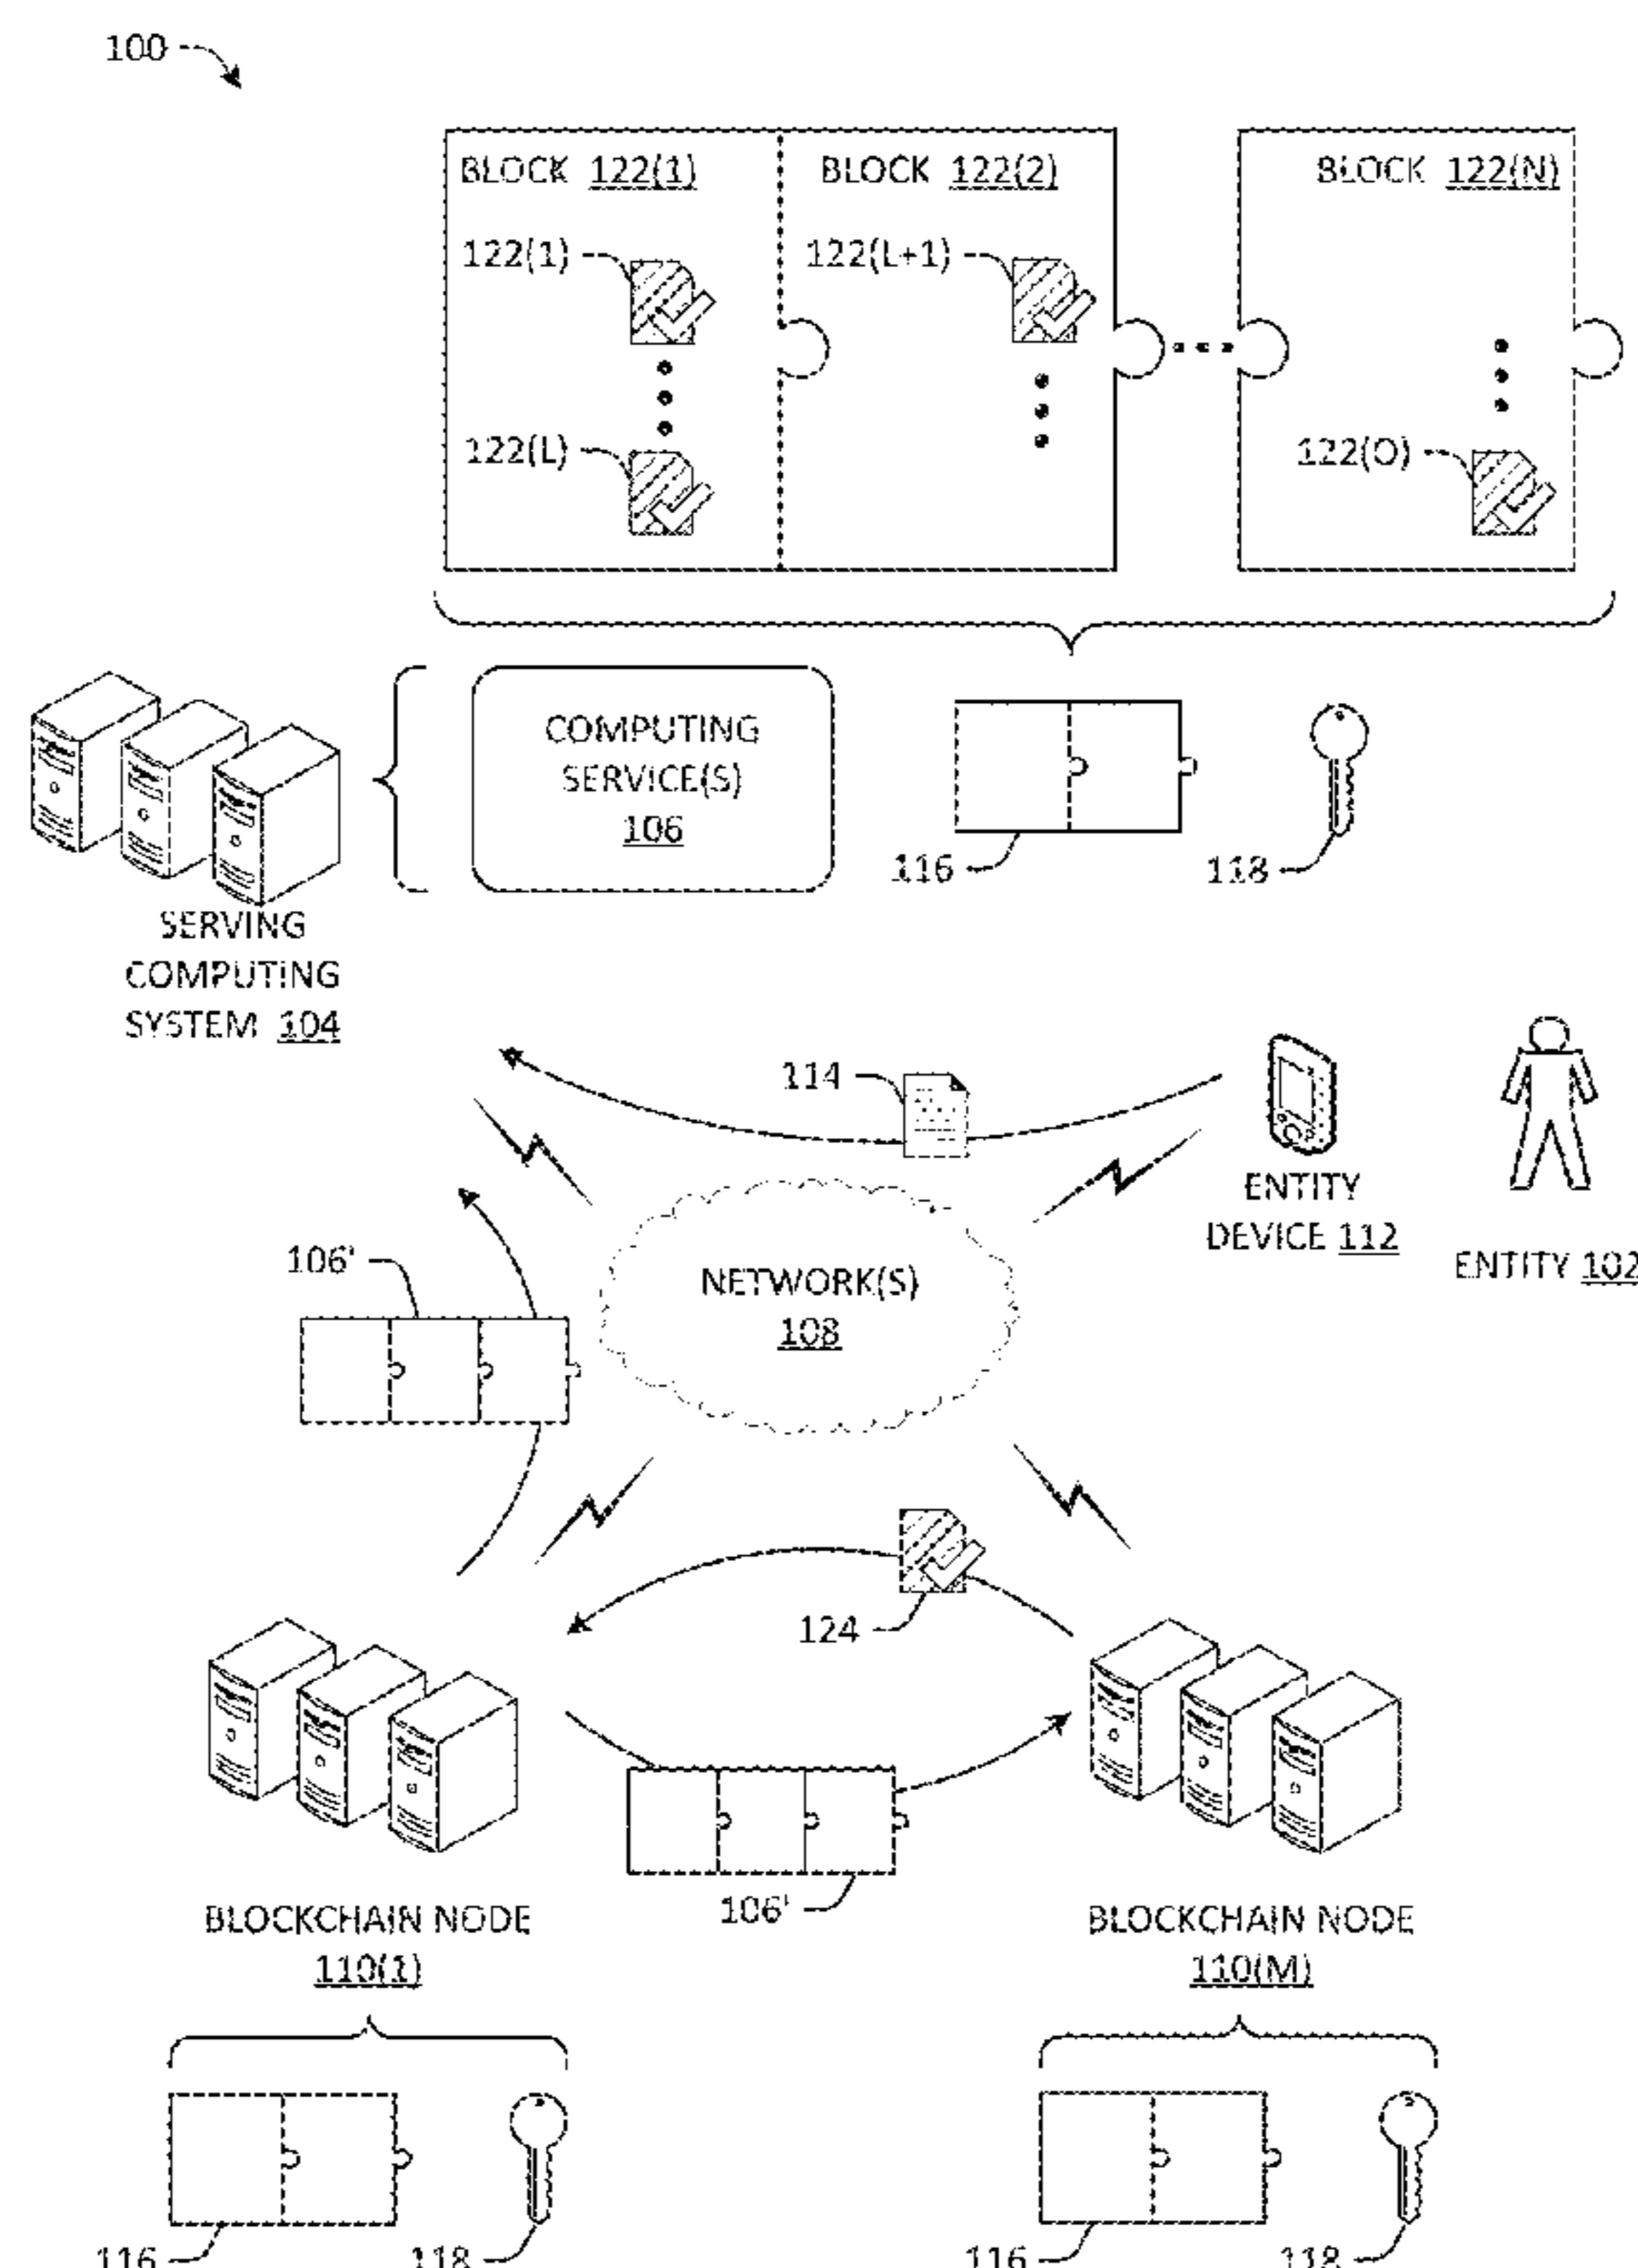 100
BLOCK 122(1)
BLOCK 122(2)
BLOCK 122(N)
122(1)
122(L+1)
122(L)
122(O)
COMPUTING
SERVICE(S)
106
116
118
SERVING
COMPUTING
SYSTEM 104
114
ENTITY
DEVICE 112
ENTITY 102
106'
NETWORK(S)
108
124
106'
BLOCKCHAIN NODE
110(1)
BLOCKCHAIN NODE
110(M)
116
118
116
118